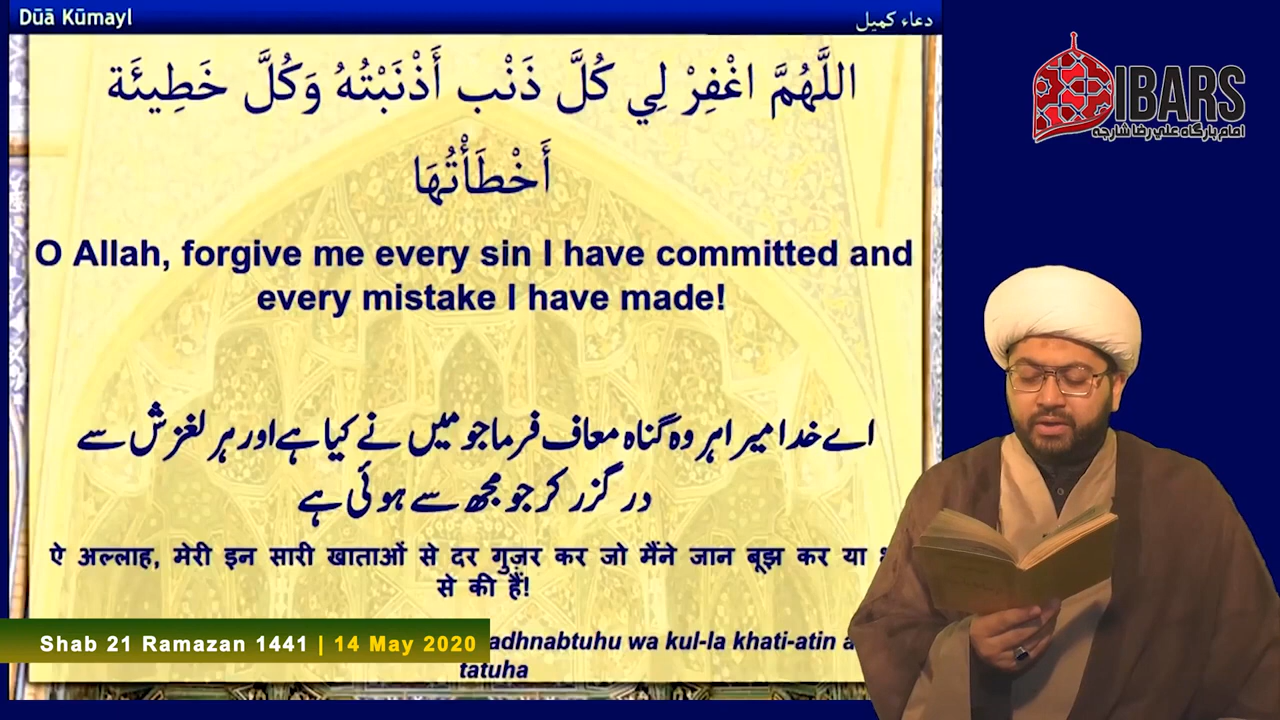 Dūā Kūmayl
دعاء كميل
اللَّهُمَّ اغْفِرْ لِي كُلَّ ذَنْبٍ أَذْنَبْتُهُ وَكُلَّ خَطِيئَة
أَخْطَأْتُهَا
O Allah, forgive me every sin I have committed and
every mistake I have made!
اے خدا میرا ہر وہ گناہ معاف فرما جو میں نے کیا ہے اور ہر لغزش سے
در گزر کر جو مجھ سے ہوئی ہے
ऐ अल्लाह, मेरी इन सारी खाताओं से दर गुज़र कर जो मैंने जान बूझ कर या
से की हैं!
adhnabtuhu wa kul-la khati-atin a
tatuha
Shab 21 Ramazan 1441 | 14 May 2020
IBARS
امام بارگاه علي رضا شارجه